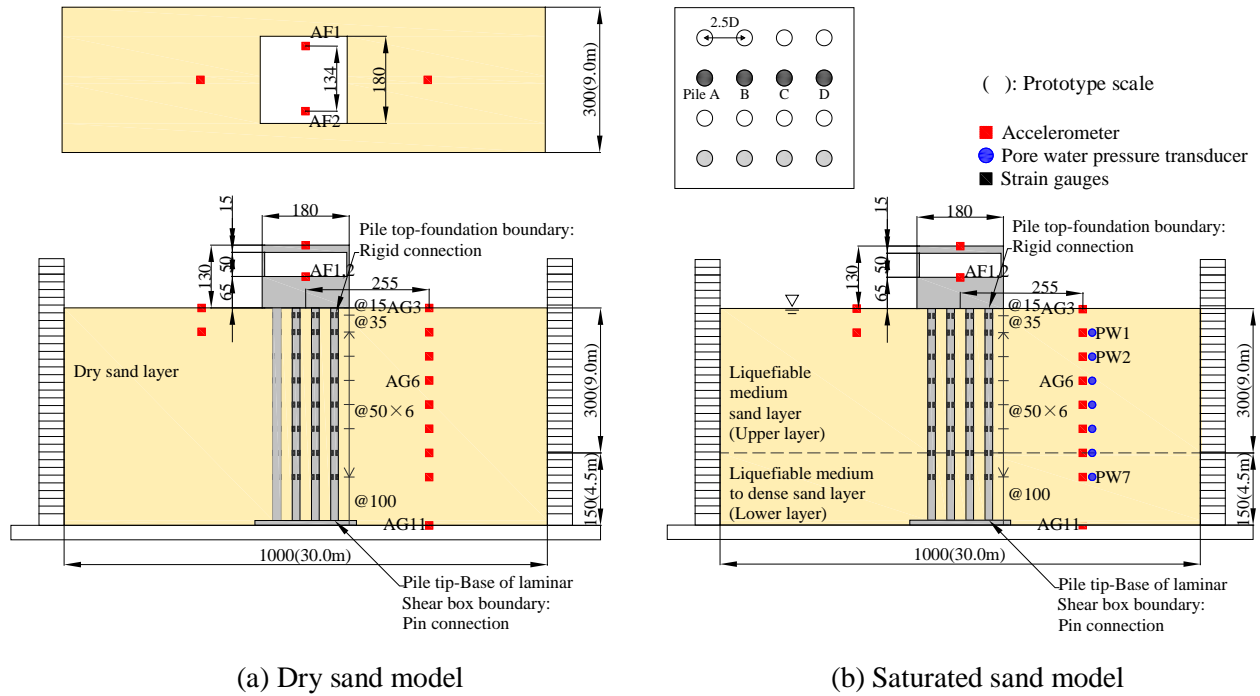 AF1
134
180
AF2
300(9.0m)
15
180
Pile top-foundation boundary:
Rigid connection
130
50
AF1,2
65
255
@15
AG3
@35
Dry sand layer
AG6
@50×6
300(9.0m)
@100
150(4.5m)
AG11
1000(30.0m)
Pile tip-Base of laminar
Shear box boundary:
Pin connection
(a) Dry sand model
2.5D
Pile A
B
C
D
( ): Prototype scale
Accelerometer
Pore water pressure transducer
Strain gauges
15
180
Pile top-foundation boundary:
Rigid connection
130
50
AF1,2
65
255
@15
AG3
@35
PW1
PW2
Liquefiable
medium
sand layer
(Upper layer)
AG6
@50×6
300(9.0m)
Liquefiable medium
to dense sand layer
(Lower layer)
PW7
@100
150(4.5m)
AG11
1000(30.0m)
Pile tip-Base of laminar
Shear box boundary:
Pin connection
(b) Saturated sand model